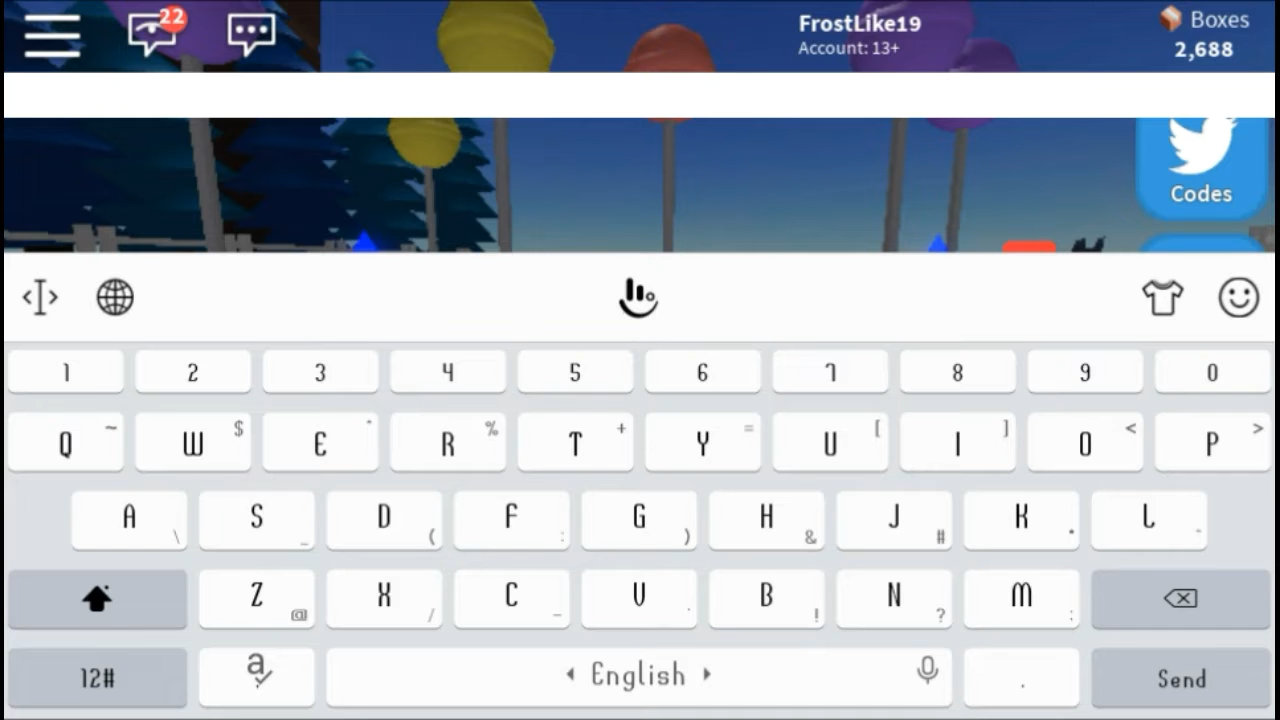 22
FrostLike19
Account: 13+
Boxes
2,688
Codes
1 2 3 4 5 6 7 8 9 0
Q ~ W $ E R % T + Y = U [ I ] O < P >
A \ S _ D ( F : G ) H & J # K * L -
Z @ X / C – V . B ! N ? M ;
12# a English . Send